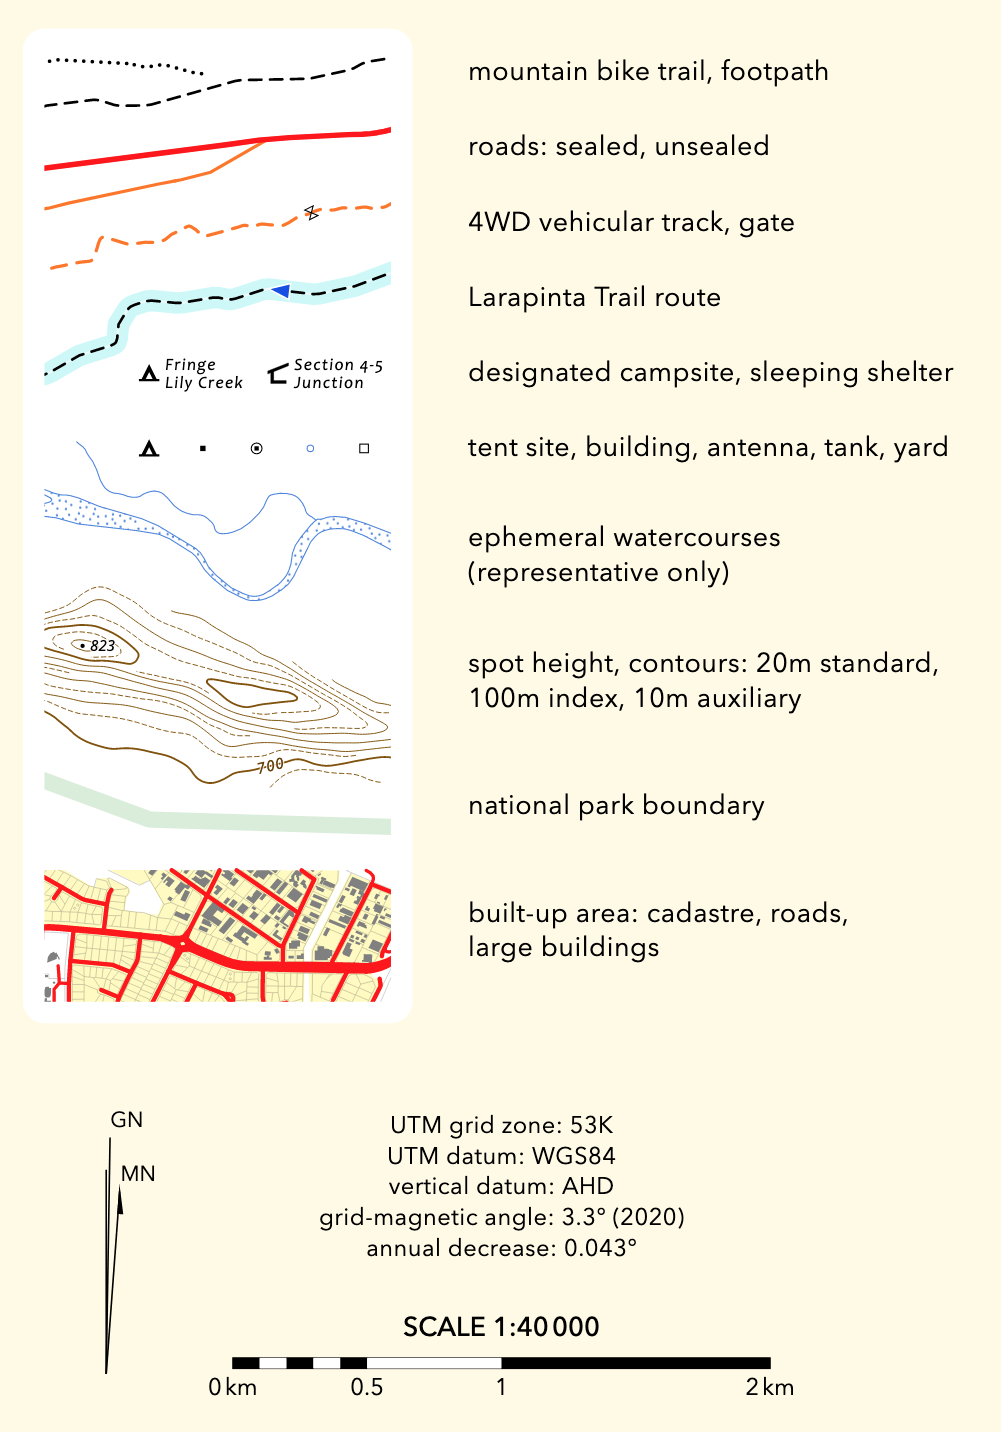 mountain bike trail, footpath
roads: sealed, unsealed
4WD vehicular track, gate
Larapinta Trail route
Fringe
Lily Creek
Section 4-5
Junction
designated campsite, sleeping shelter
tent site, building, antenna, tank, yard
ephemeral watercourses
(representative only)
823
700
spot height, contours: 20m standard,
100m index, 10m auxiliary
national park boundary
built-up area: cadastre, roads,
large buildings
GN
MN
UTM grid zone: 53K
UTM datum: WGS84
vertical datum: AHD
grid-magnetic angle: 3.3° (2020)
annual decrease: 0.043°
SCALE 1:40 000
0 km 0.5 1 2 km